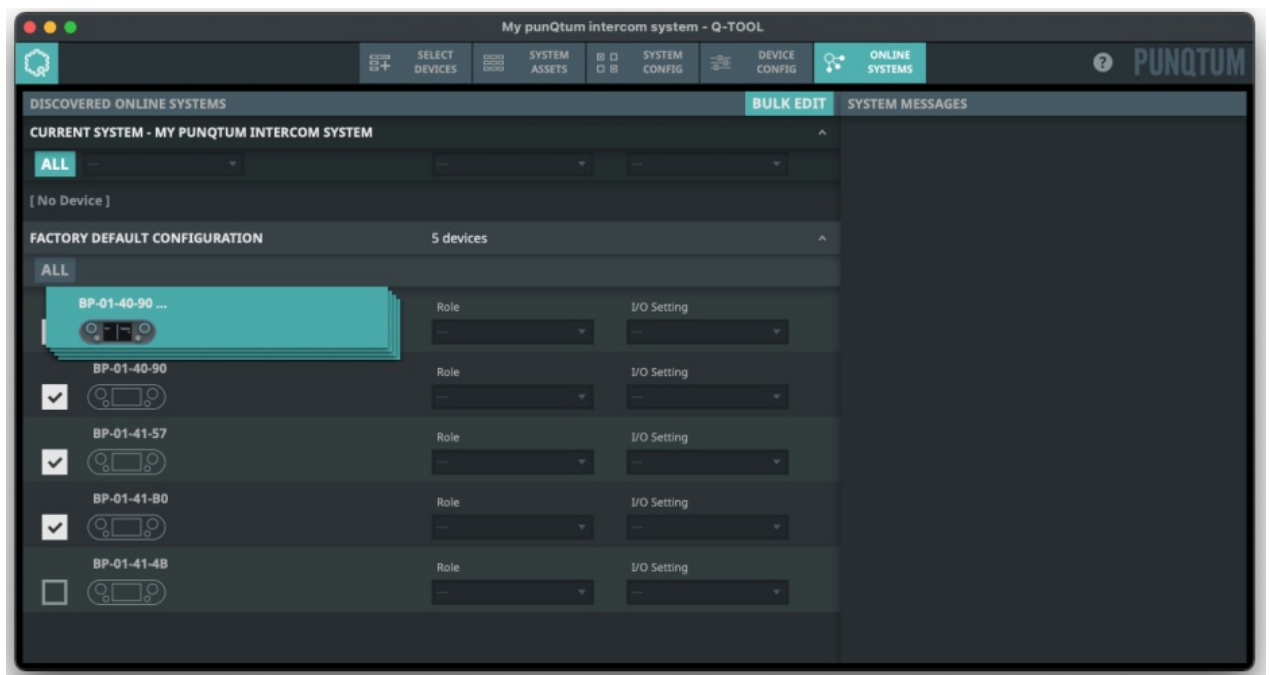 My punQtum intercom system - Q-TOOL
SELECT DEVICES
SYSTEM ASSETS
SYSTEM CONFIG
DEVICE CONFIG
ONLINE SYSTEMS
?
PUNQTUM
DISCOVERED ONLINE SYSTEMS
BULK EDIT
SYSTEM MESSAGES
CURRENT SYSTEM - MY PUNQTUM INTERCOM SYSTEM
ALL --- --- ---
[ No Device ]
FACTORY DEFAULT CONFIGURATION 5 devices
ALL
BP-01-40-90 ...
Role I/O Setting
--- ---
BP-01-40-90
Role I/O Setting
--- ---
BP-01-41-57
Role I/O Setting
--- ---
BP-01-41-B0
Role I/O Setting
--- ---
BP-01-41-4B
Role I/O Setting
--- ---